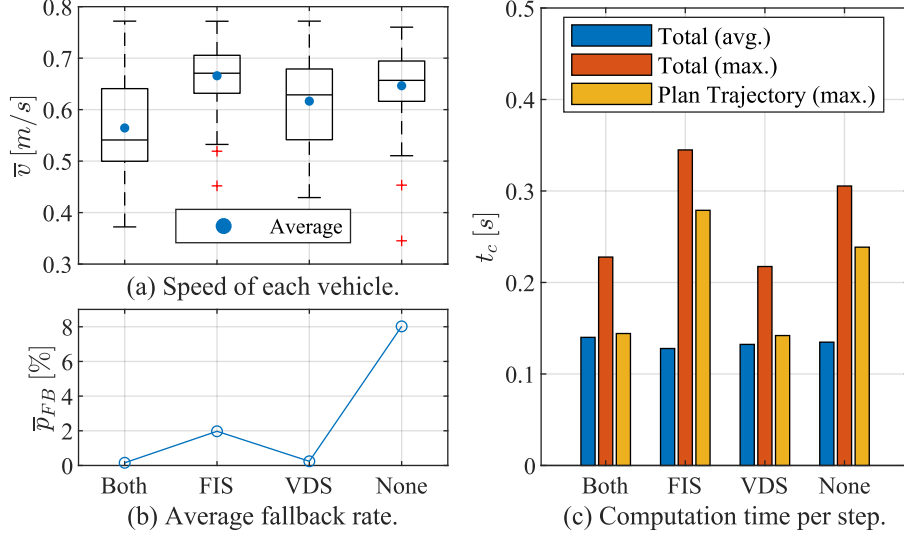 0.8
0.7
0.6
0.5
0.4
0.3
v̅ [m/s]
Average
(a) Speed of each vehicle.
8
6
4
2
0
p̅_FB [%]
Both FIS VDS None
(b) Average fallback rate.
0.5
0.4
0.3
0.2
0.1
0
t_c [s]
Total (avg.)
Total (max.)
Plan Trajectory (max.)
Both FIS VDS None
(c) Computation time per step.